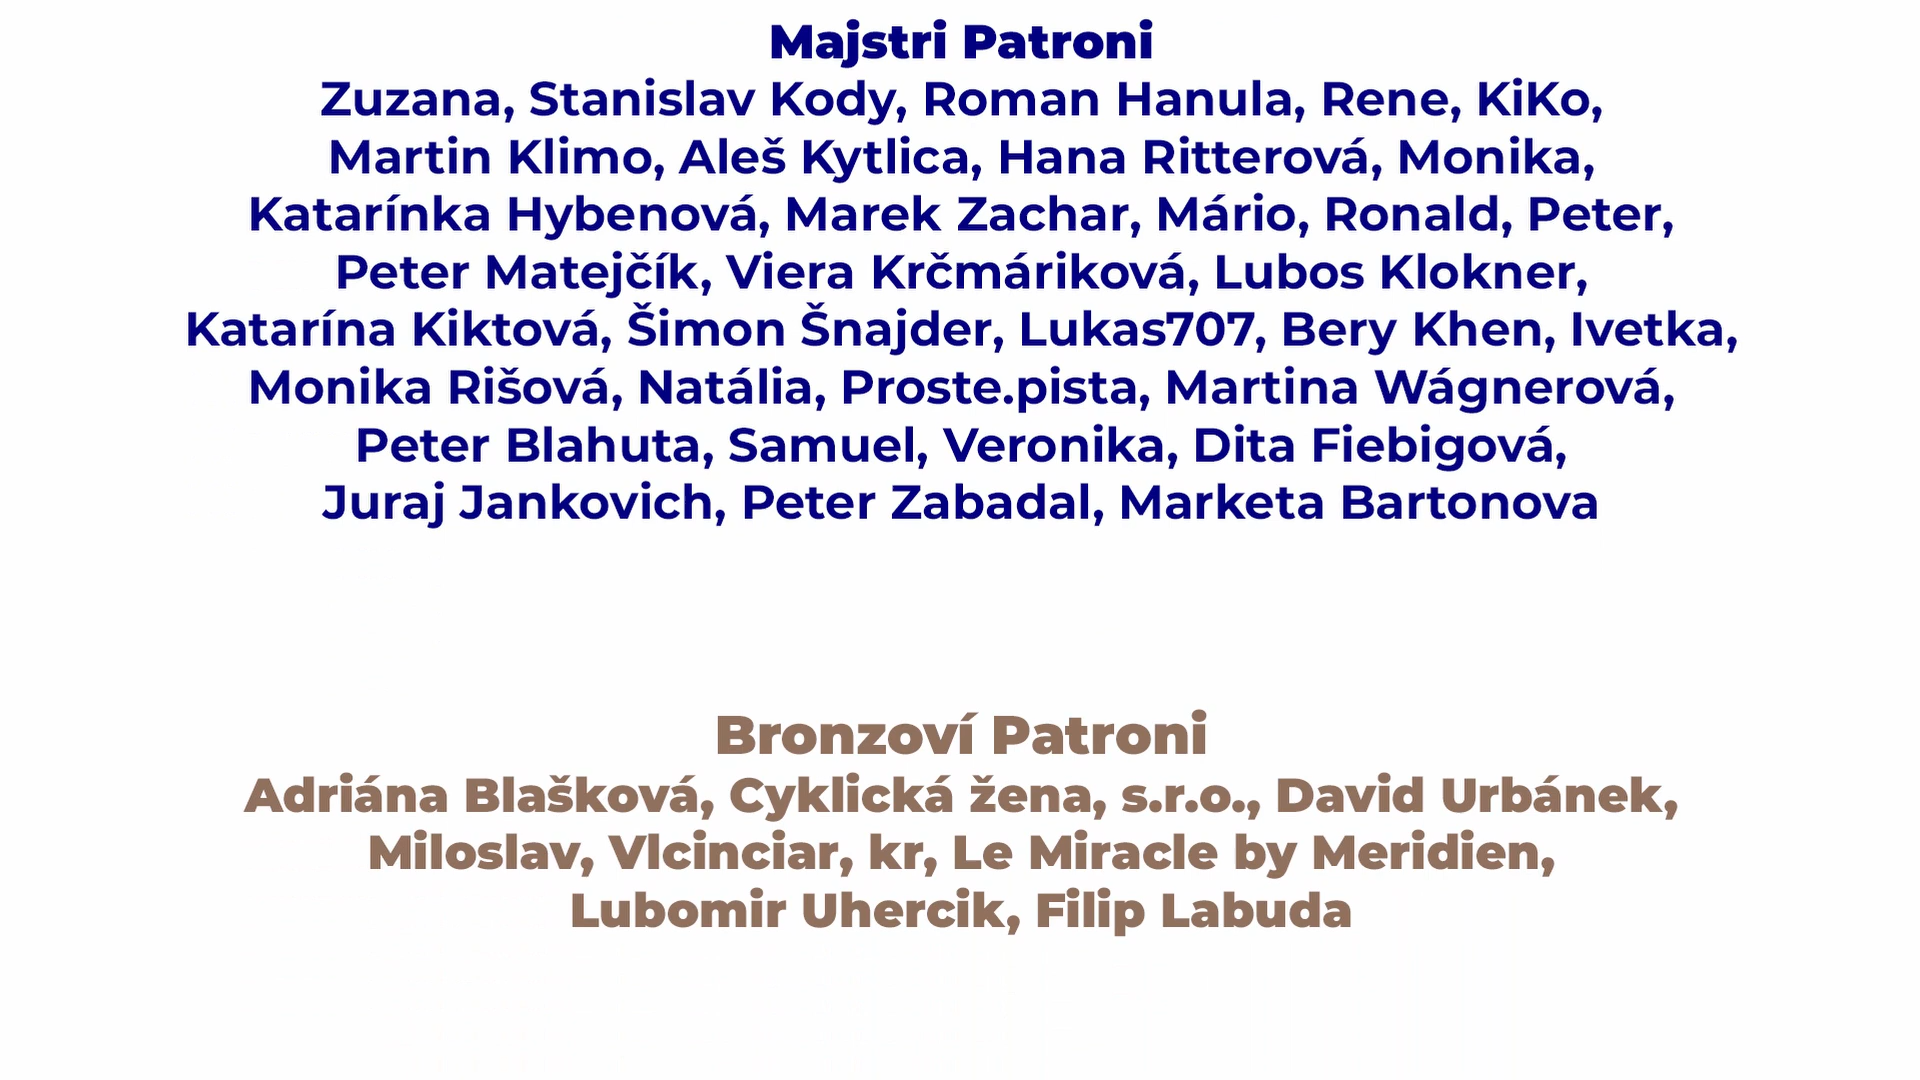 Majstri Patroni
Zuzana, Stanislav Kody, Roman Hanula, Rene, KiKo,
Martin Klimo, Aleš Kytlica, Hana Ritterová, Monika,
Katarínka Hybenová, Marek Zachar, Mário, Ronald, Peter,
Peter Matejčík, Viera Krčmáriková, Lubos Klokner,
Katarína Kiktová, Šimon Šnajder, Lukas707, Bery Khen, Ivetka,
Monika Rišová, Natália, Proste.pista, Martina Wágnerová,
Peter Blahuta, Samuel, Veronika, Dita Fiebigová,
Juraj Jankovich, Peter Zabadal, Marketa Bartonova
Bronzoví Patroni
Adriána Blašková, Cyklická žena, s.r.o., David Urbánek,
Miloslav, Vlcinciar, kr, Le Miracle by Meridien,
Lubomir Uhercik, Filip Labuda